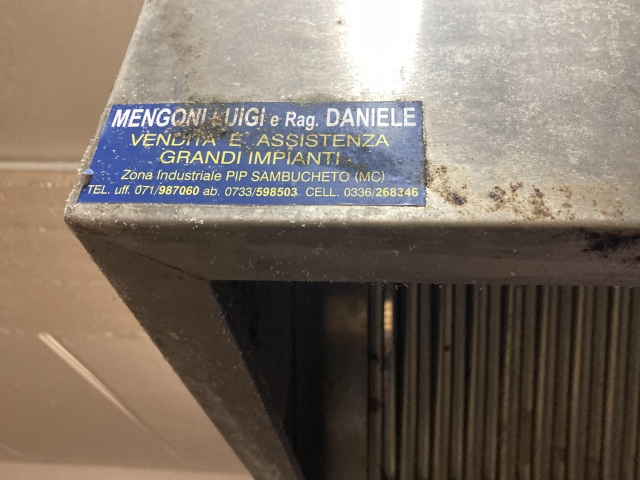 MENGONI LUIGI e Rag. DANIELE
VENDITA E ASSISTENZA
GRANDI IMPIANTI
Zona Industriale PIP SAMBUCHETO (MC)
TEL. uff. 071/987060 ab. 0733/598503 CELL. 0336/268346